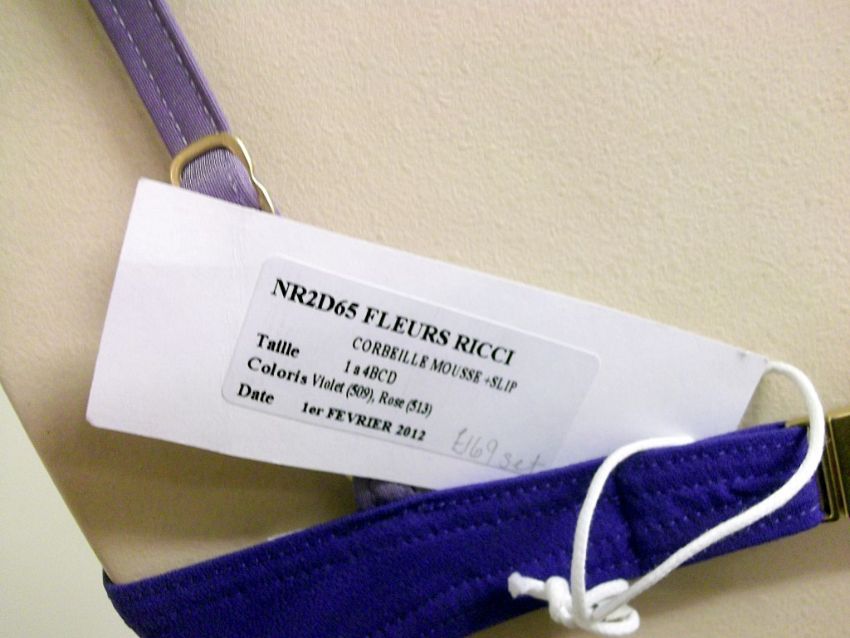 NR2D65 FLEURS RICCI
CORBEILLE MOUSSE +SLIP
Taille 1 a 4BCD
Coloris Violet (509), Rose (513)
Date 1er FEVRIER 2012
£169 set